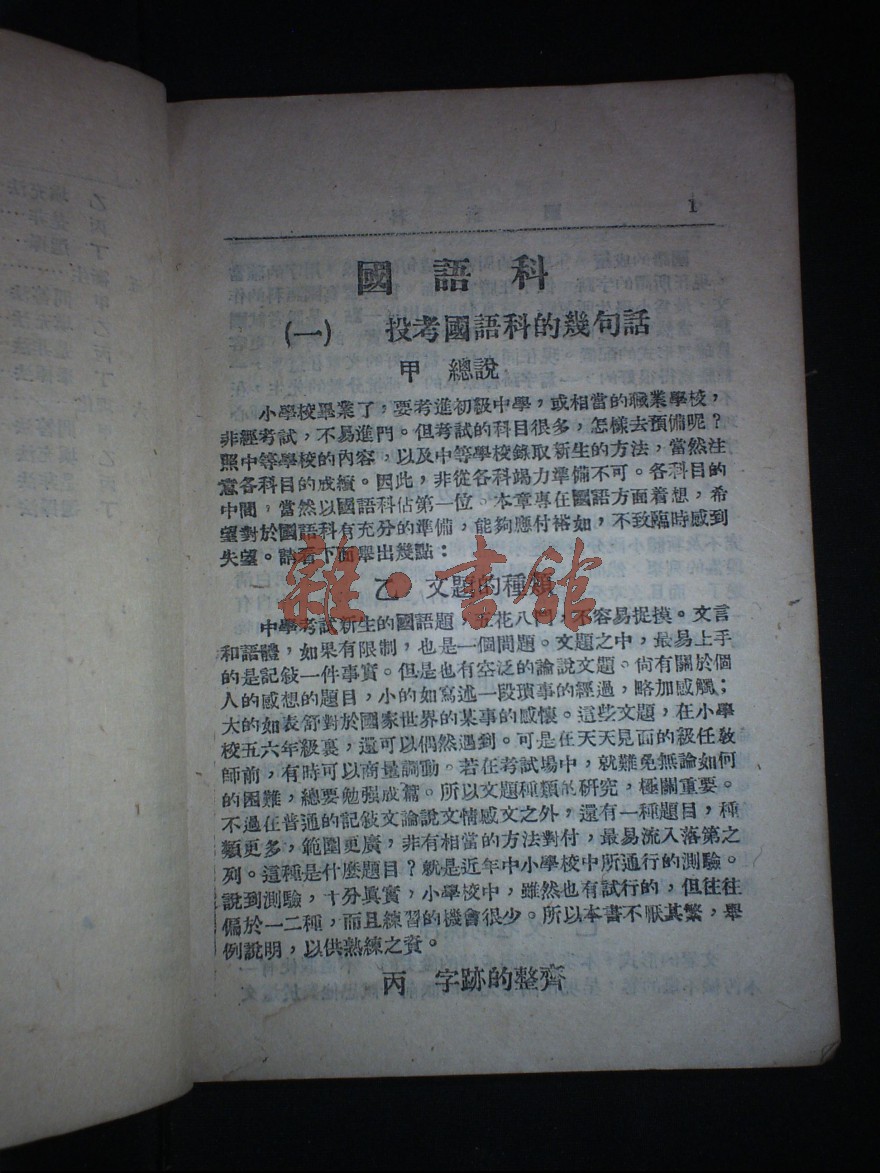 1
國語科
(一) 投考國語科的幾句話
甲 總說
小學校畢業了，要考進初級中學，或相當的職業學校，
非經考試，不易進門。但考試的科目很多，怎樣去預備呢？
照中等學校的內容，以及中等學校錄取新生的方法，當然注
意各科目的成績。因此，非從各科踢力準備不可。各科目的
中間，當然以國語科佔第一位。本章專在國語方面着想，希
望對於國語科有充分的準備，能夠應付裕如，不致臨時感到
失望。請看下面舉出幾點：
乙 文題的種類
雜·書館
中學考試新生的國語題，五花八門，不容易捉摸。文言
和語體，如果有限制，也是一個問題。文題之中，最易上手
的是記敍一件事實。但是也有空泛的論說文題。尙有關於個
人的感想的題目，小的如寫述一段瑣事的經過，略加感觸；
大的如表舒對於國家世界的某事的感懷。這些文題，在小學
校五六年級裏，還可以偶然遇到。可是在天天見面的級任敎
師前，有時可以商量調動。若在考試場中，就難免無論如何
的困難，總要勉强成篇。所以文題種類的研究，極關重要。
不過在普通的記敍文論說文情感文之外，還有一種題目，種
類更多，範圍更廣，非有相當的方法對付，最易流入落第之
列。這種是什麼題目？就是近年中小學校中所通行的測驗。
說到測驗，十分眞實，小學校中，雖然也有試行的，但往往
偏於一二種，而且練習的機會很少。所以本書不厭其繁，舉
例說明，以供熟練之資。
丙 字跡的整齊